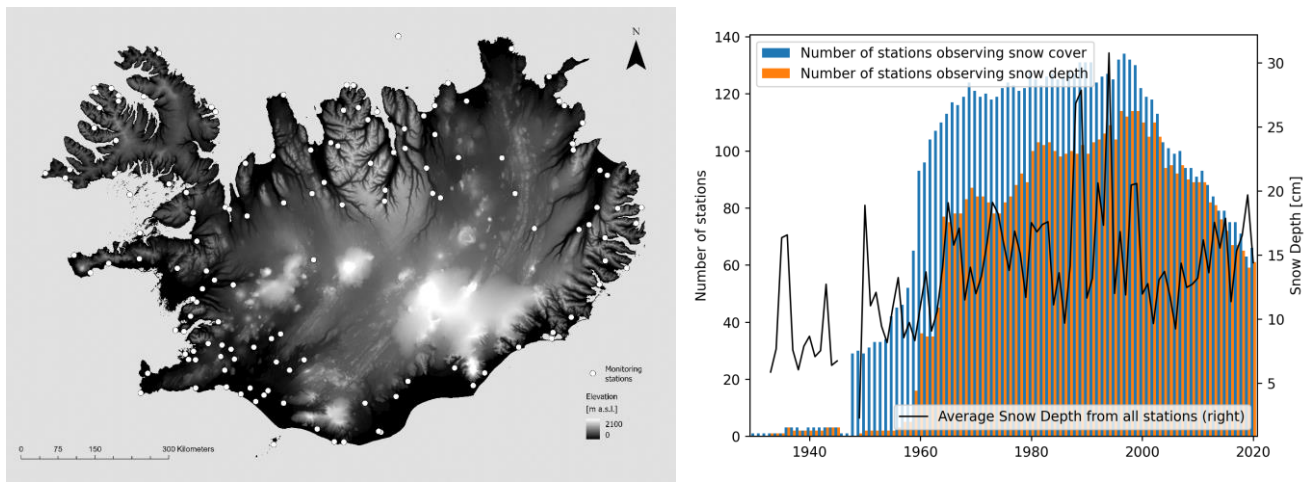 N
Monitoring
stations
Elevation
[m a.s.l.]
2160
0
0 75 150 300 Kilometers
Number of stations observing snow cover
Number of stations observing snow depth
Average Snow Depth from all stations (right)
Number of stations
0
20
40
60
80
100
120
140
1940
1960
1980
2000
2020
5
10
15
20
25
30
Snow Depth [cm]